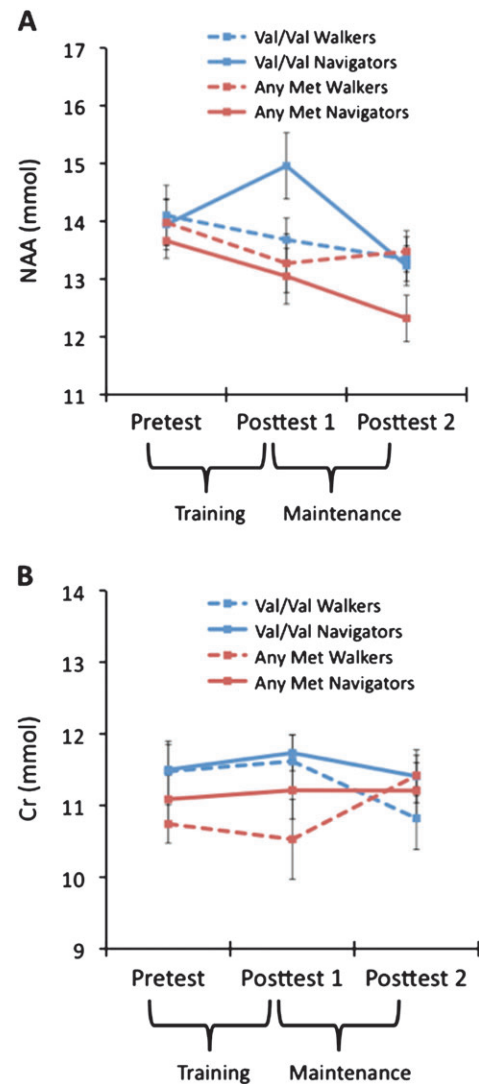 A
17
16
15
14
13
12
11
NAA (mmol)
Val/Val Walkers
Val/Val Navigators
Any Met Walkers
Any Met Navigators
Pretest Posttest 1 Posttest 2
Training Maintenance
B
14
13
12
11
10
9
Cr (mmol)
Val/Val Walkers
Val/Val Navigators
Any Met Walkers
Any Met Navigators
Pretest Posttest 1 Posttest 2
Training Maintenance